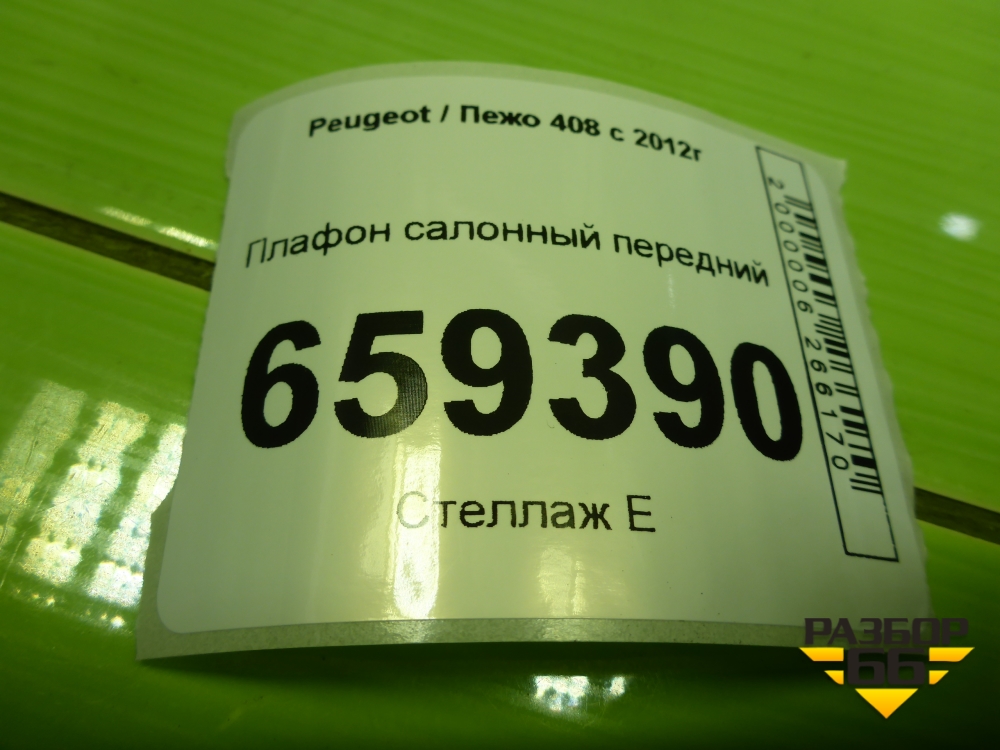 Peugeot / Пежо 408 с 2012г
Плафон салонный передний
659390
Стеллаж Е
2000006266170
РАЗБОР
66